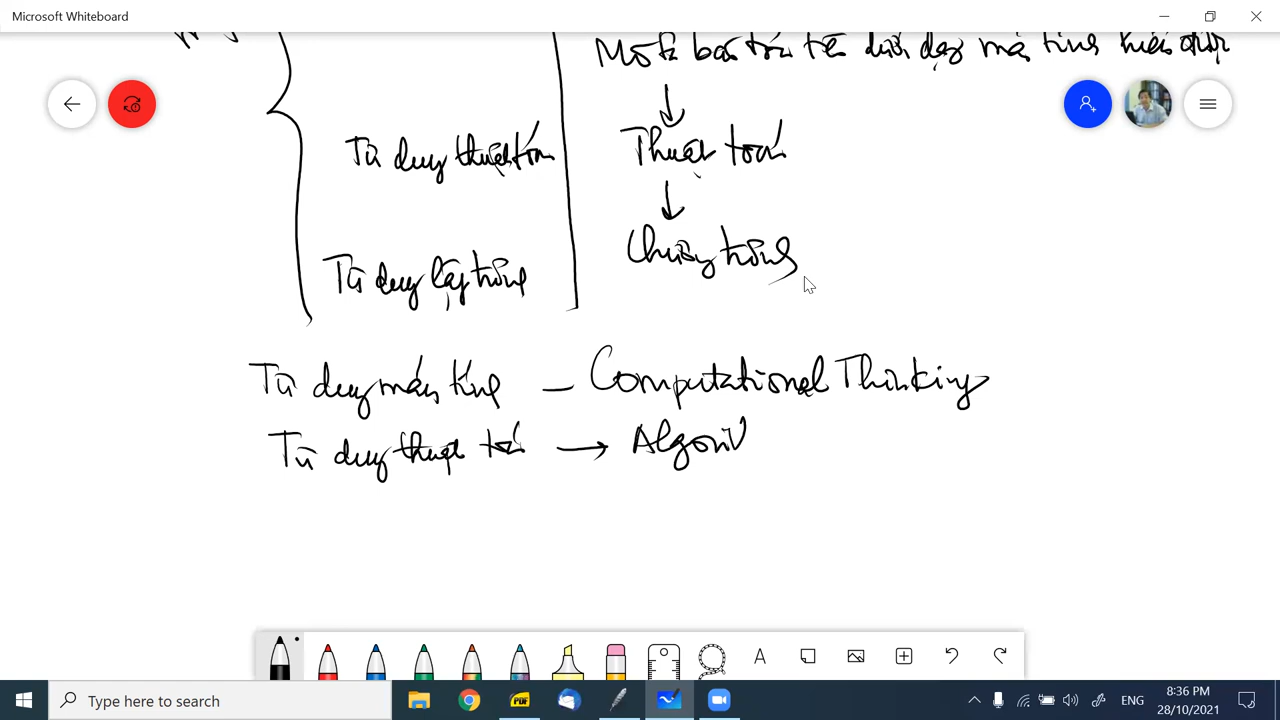 Microsoft Whiteboard
Mô tả bài toán dưới dạng máy tính hiểu được
Tư duy thuật toán
Thuật toán
Tư duy lập trình
Chương trình
Tư duy máy tính — Computational Thinking
Tư duy thuật toán → Algorit
A
Type here to search
ENG
8:36 PM
28/10/2021